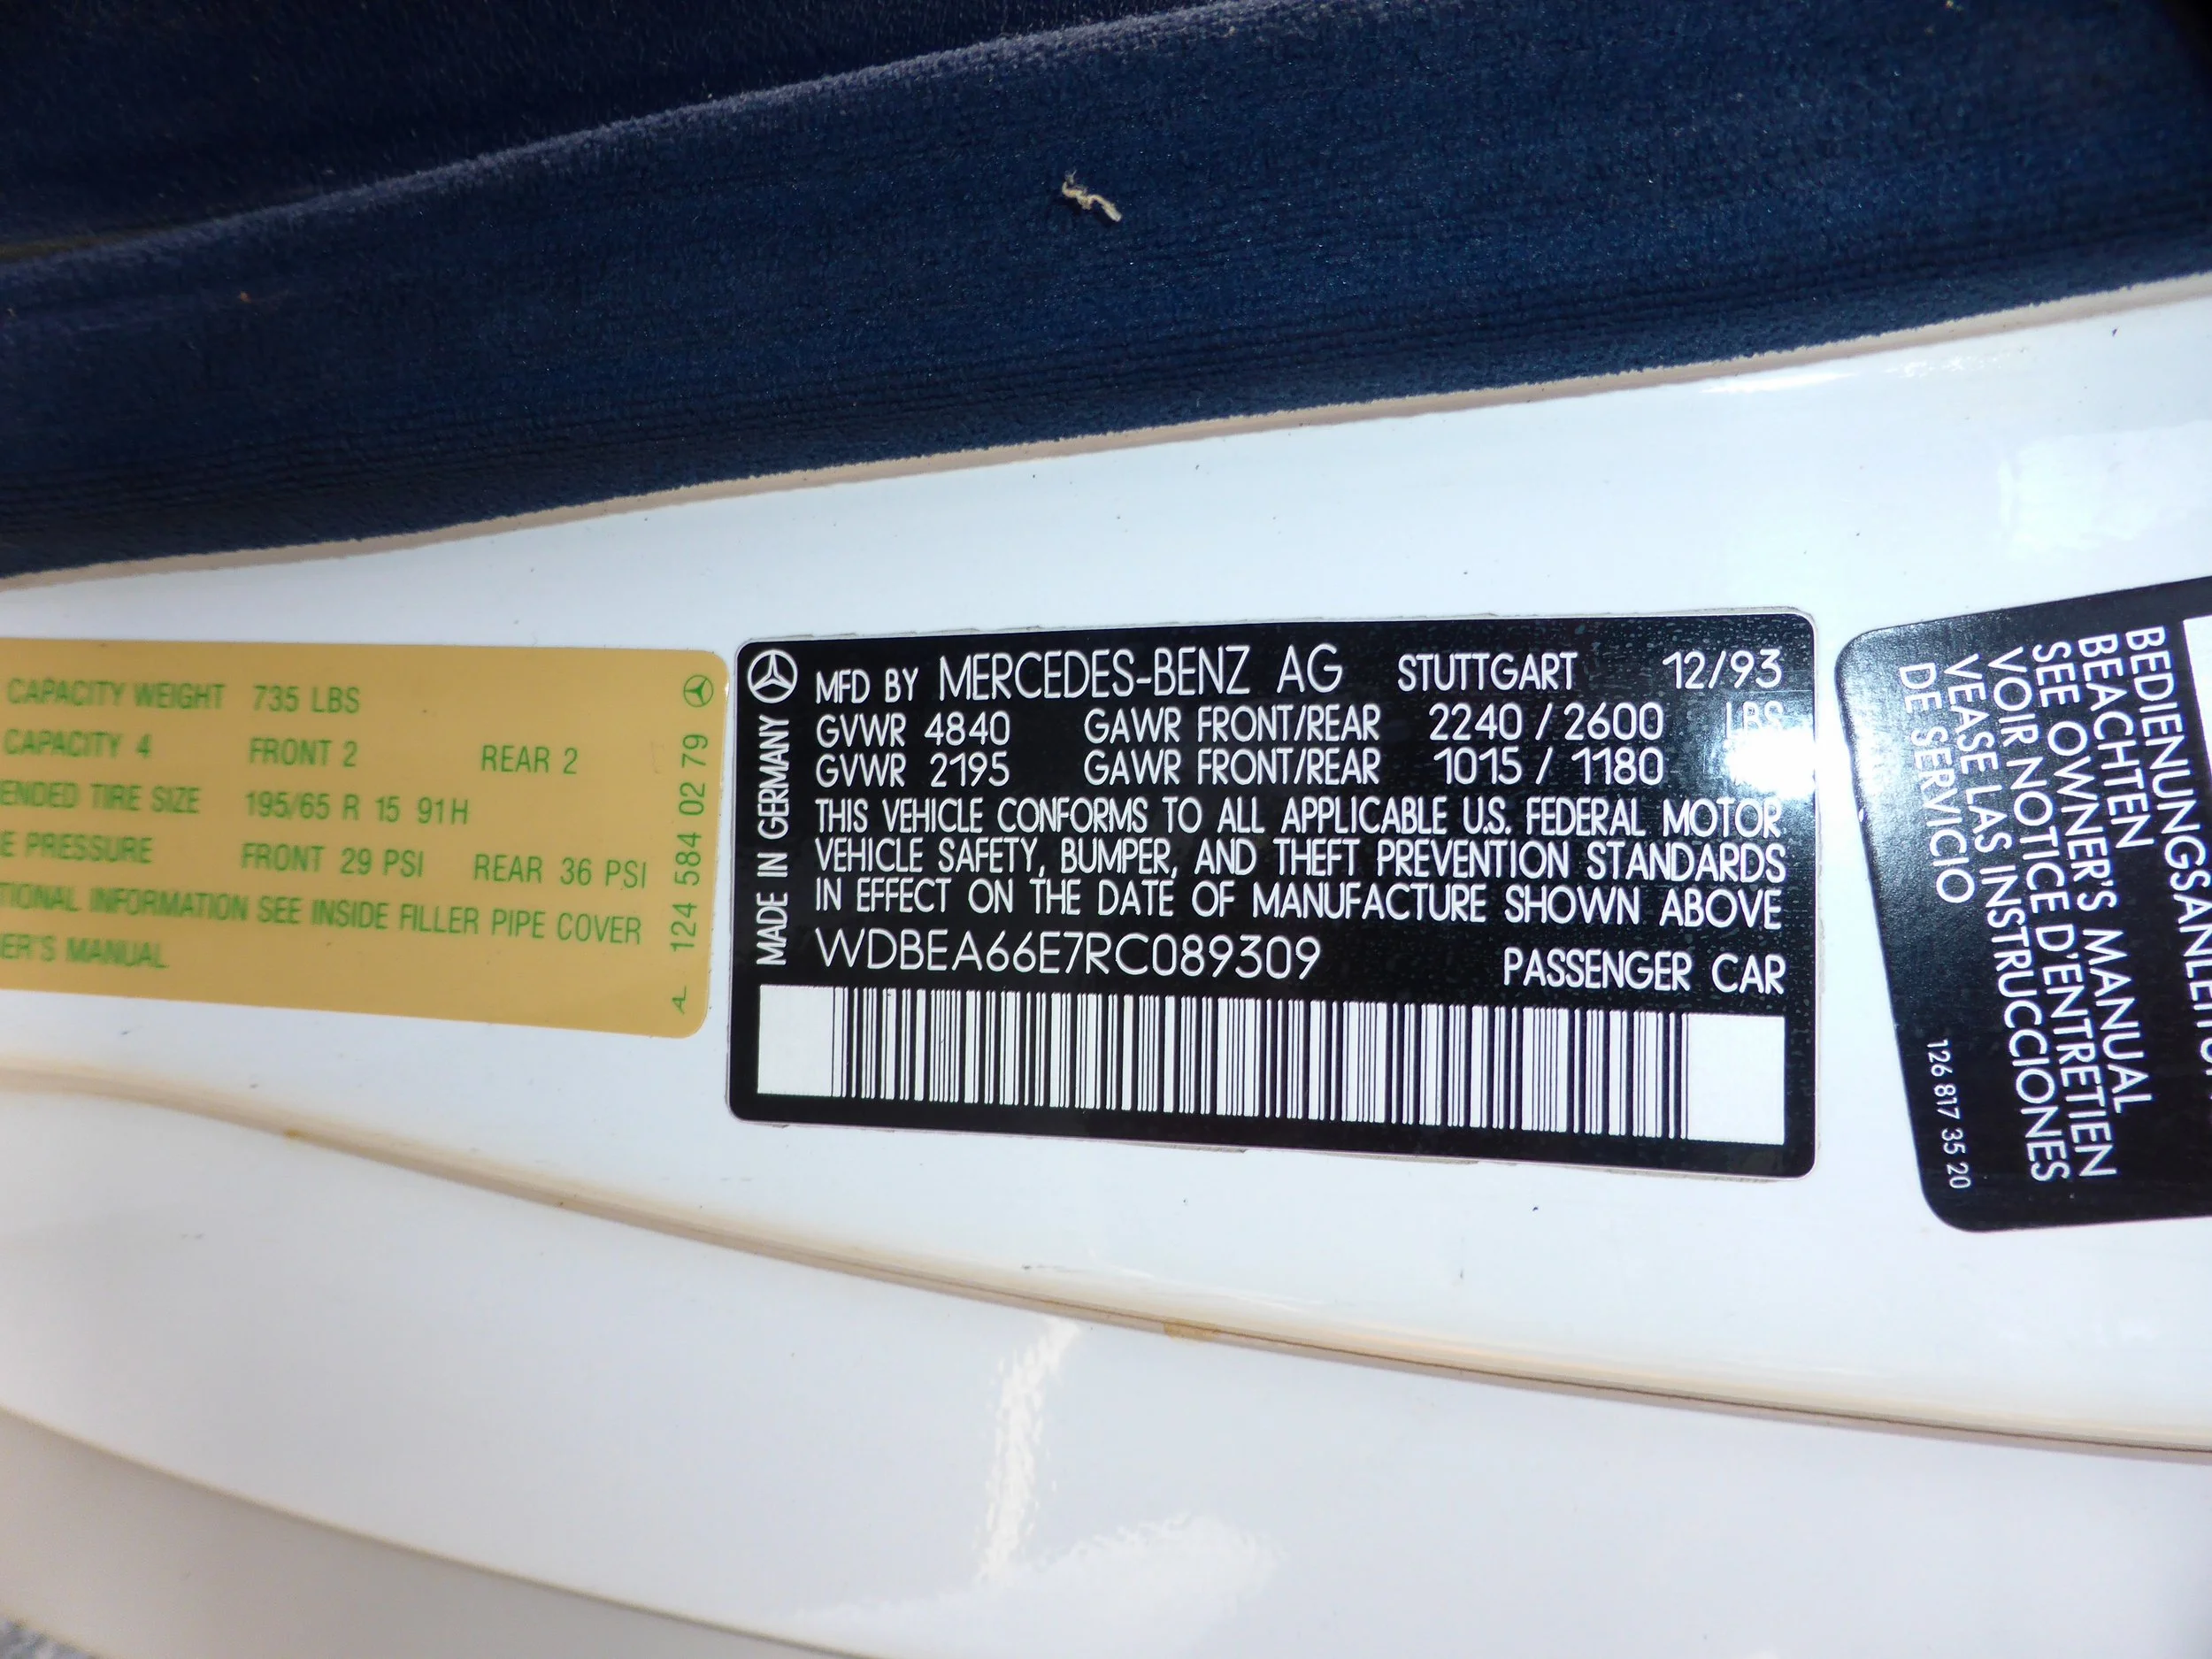 CAPACITY WEIGHT 735 LBS
CAPACITY 4 FRONT 2 REAR 2
ENDED TIRE SIZE 195/65 R 15 91H
E PRESSURE FRONT 29 PSI REAR 36 PSI
TIONAL INFORMATION SEE INSIDE FILLER PIPE COVER
ER'S MANUAL
124 584 02 79
MADE IN GERMANY
MFD BY MERCEDES-BENZ AG STUTTGART 12/93
GVWR 4840 GAWR FRONT/REAR 2240 / 2600 LBS
GVWR 2195 GAWR FRONT/REAR 1015 / 1180
THIS VEHICLE CONFORMS TO ALL APPLICABLE U.S. FEDERAL MOTOR
VEHICLE SAFETY, BUMPER, AND THEFT PREVENTION STANDARDS
IN EFFECT ON THE DATE OF MANUFACTURE SHOWN ABOVE
WDBEA66E7RC089309 PASSENGER CAR
BEDIENUNGSANLEITU
BEACHTEN
SEE OWNER'S MANUAL
VOIR NOTICE D'ENTRETIEN
VEASE LAS INSTRUCCIONES
DE SERVICIO
126 817 35 20